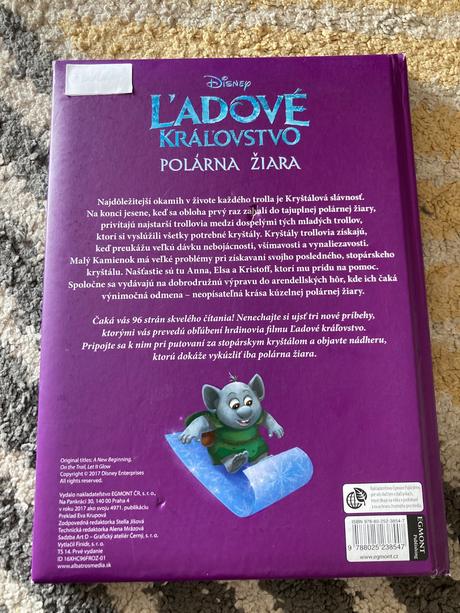 Disney
ĽADOVÉ
KRÁĽOVSTVO
POLÁRNA ŽIARA
Najdôležitejší okamih v živote každého trolla je Kryštálová slávnosť.
Na konci jesene, keď sa obloha prvý raz zahalí do tajuplnej polárnej žiary,
privítajú najstarší trollovia medzi dospelými tých mladých trollov,
ktorí si vyslúžili všetky potrebné kryštály. Kryštály trollovia získajú,
keď preukážu veľkú dávku nebojácnosti, všímavosti a vynaliezavosti.
Malý Kamienok má veľké problémy pri získavaní svojho posledného, stopárskeho
kryštálu. Našťastie sú tu Anna, Elsa a Kristoff, ktorí mu prídu na pomoc.
Spoločne sa vydávajú na dobrodružnú výpravu do arendellských hôr, kde ich čaká
výnimočná odmena – neopísateľná krása kúzelnej polárnej žiary.
Čaká vás 96 strán skvelého čítania! Nenechajte si ujsť tri nové príbehy,
ktorými vás prevedú obľúbení hrdinovia filmu Ľadové kráľovstvo.
Pripojte sa k nim pri putovaní za stopárskym kryštálom a objavte nádheru,
ktorú dokáže vykúzliť iba polárna žiara.
Original titles: A New Beginning,
On the Trail, Let It Glow
Copyright © 2017 Disney Enterprises
All rights reserved.
Vydalo nakladateľstvo EGMONT ČR, s. r. o.,
Na Pankráci 30, 140 00 Praha 4
v roku 2017 ako svoju 4971. publikáciu
Preklad Eva Krupová
Zodpovedná redaktorka Stella Jišová
Technická redaktorka Alena Mrázová
Sadzba Art D – Grafický ateliér Černý, s. r. o.
Vytlačil Finidr, s. r. o.
TS 14. Prvé vydanie
ID 16XHC96FROZ-01
www.albatrosmedia.sk
ISBN 978-80-252-3854-7
9 788025 238547
www.egmont.cz
EGMONT
Publishing